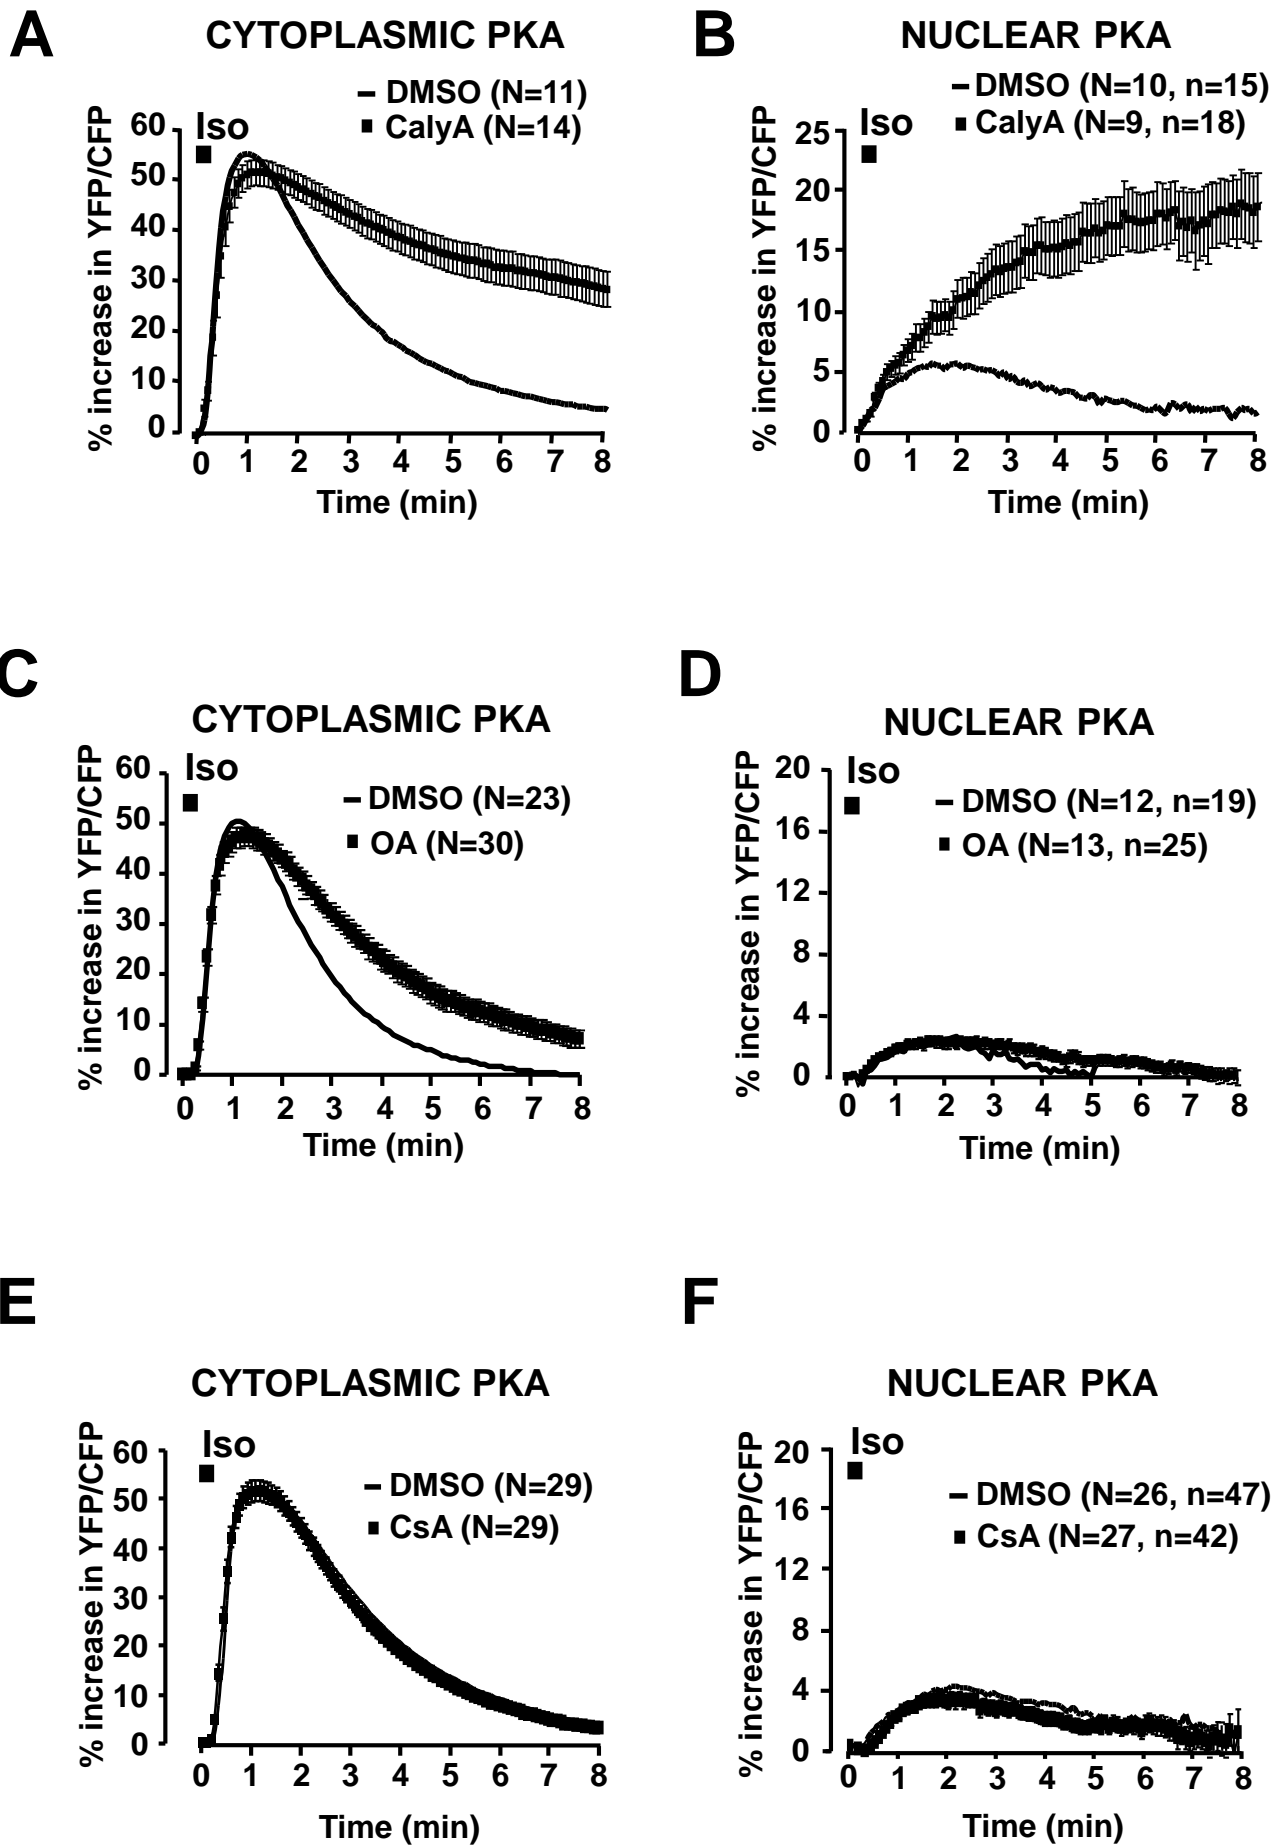 A
CYTOPLASMIC PKA
– DMSO (N=11)
■ CalyA (N=14)
Iso
% increase in YFP/CFP
60
50
40
30
20
10
0
0 1 2 3 4 5 6 7 8
Time (min)
B
NUCLEAR PKA
– DMSO (N=10, n=15)
■ CalyA (N=9, n=18)
Iso
% increase in YFP/CFP
25
20
15
10
5
0
0 1 2 3 4 5 6 7 8
Time (min)
C
CYTOPLASMIC PKA
Iso
– DMSO (N=23)
■ OA (N=30)
% increase in YFP/CFP
60
50
40
30
20
10
0
0 1 2 3 4 5 6 7 8
Time (min)
D
NUCLEAR PKA
Iso
– DMSO (N=12, n=19)
■ OA (N=13, n=25)
% increase in YFP/CFP
20
16
12
8
4
0
0 1 2 3 4 5 6 7 8
Time (min)
E
CYTOPLASMIC PKA
Iso
– DMSO (N=29)
■ CsA (N=29)
% increase in YFP/CFP
60
50
40
30
20
10
0
0 1 2 3 4 5 6 7 8
Time (min)
F
NUCLEAR PKA
Iso
– DMSO (N=26, n=47)
■ CsA (N=27, n=42)
% increase in YFP/CFP
20
16
12
8
4
0
0 1 2 3 4 5 6 7 8
Time (min)